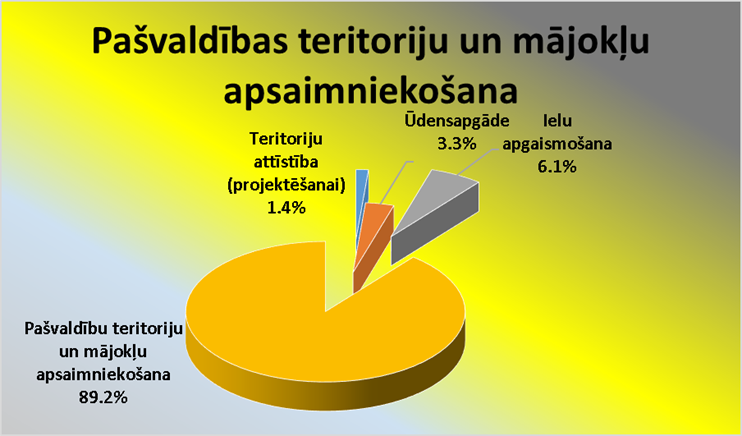 Pašvaldības teritoriju un mājokļu
apsaimniekošana
Teritoriju
attīstība
(projektēšanai)
1.4%
Ūdensapgāde
3.3%
Ielu
apgaismošana
6.1%
Pašvaldību teritoriju
un mājokļu
apsaimniekošana
89.2%